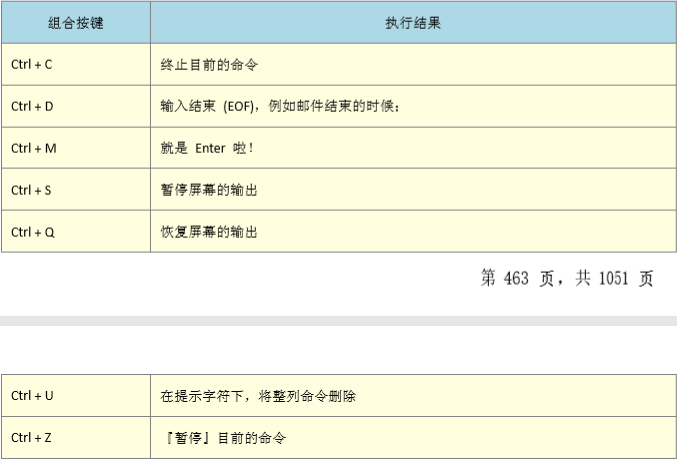 组合按键 执行结果
Ctrl + C 终止目前的命令
Ctrl + D 输入结束 (EOF)，例如邮件结束的时候；
Ctrl + M 就是 Enter 啦！
Ctrl + S 暂停屏幕的输出
Ctrl + Q 恢复屏幕的输出
第 463 页，共 1051 页
Ctrl + U 在提示字符下，将整列命令删除
Ctrl + Z 『暂停』目前的命令